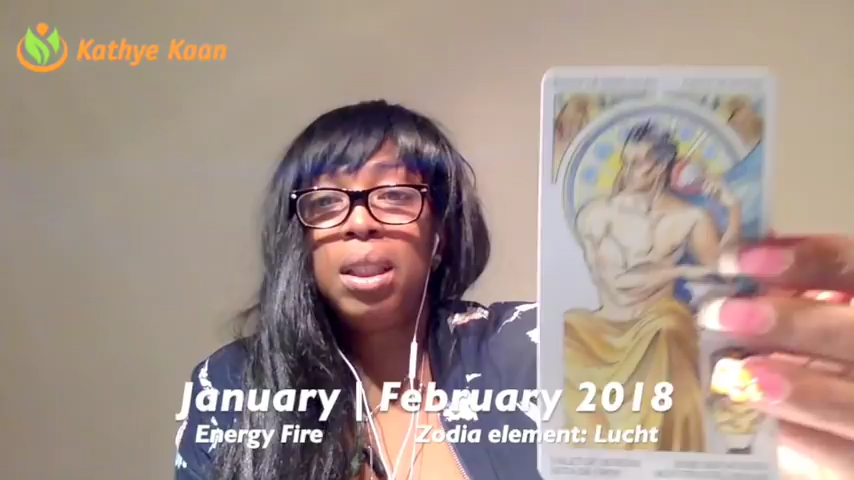 Kathye Kaan
January | February 2018
Energy Fire Zodia element: Lucht